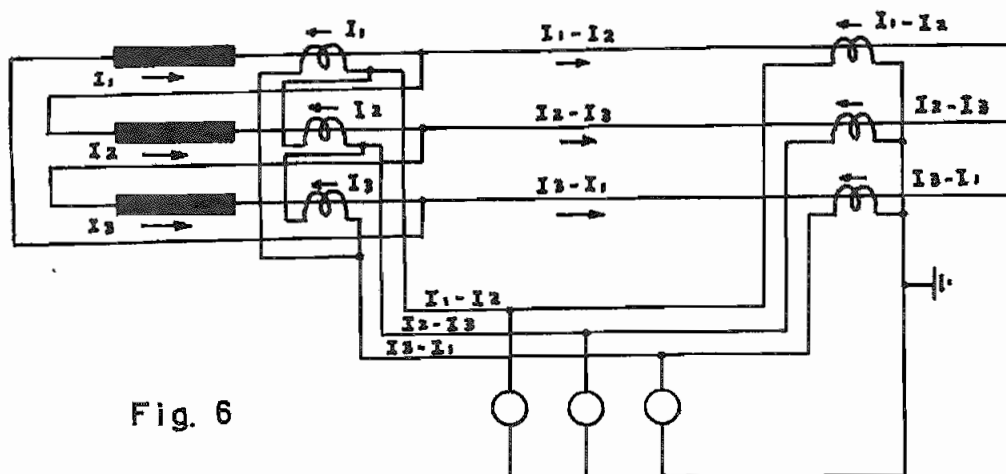 I₁ I₁-I₂ I₁-I₂
I₁
I₂ I₂-I₃ I₂-I₃
I₂
I₃ I₃-I₁ I₃-I₁
I₃
I₁-I₂
I₂-I₃
I₃-I₁
Fig. 6